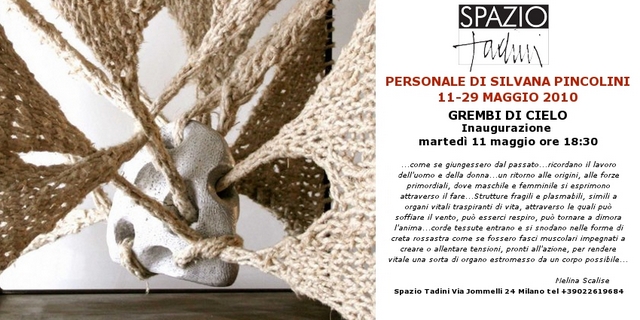 SPAZIO
Tadini
PERSONALE DI SILVANA PINCOLINI
11-29 MAGGIO 2010
GREMBI DI CIELO
Inaugurazione
martedì 11 maggio ore 18:30
...come se giungessero dal passato...ricordano il lavoro
dell'uomo e della donna...un ritorno alle origini, alle forze
primordiali, dove maschile e femminile si esprimono
attraverso il fare...Strutture fragili e plasmabili, simili a
organi vitali traspiranti di vita, attraverso le quali può
soffiare il vento, può esserci respiro, può tornare a dimora
l'anima...corde tessute entrano e si snodano nelle forme di
creta rossastra come se fossero fasci muscolari impegnati a
creare o allentare tensioni, pronti all'azione, per rendere
vitale una sorta di organo estromesso da un corpo possibile...
Melina Scalise
Spazio Tadini Via Jommelli 24 Milano tel +39022619684